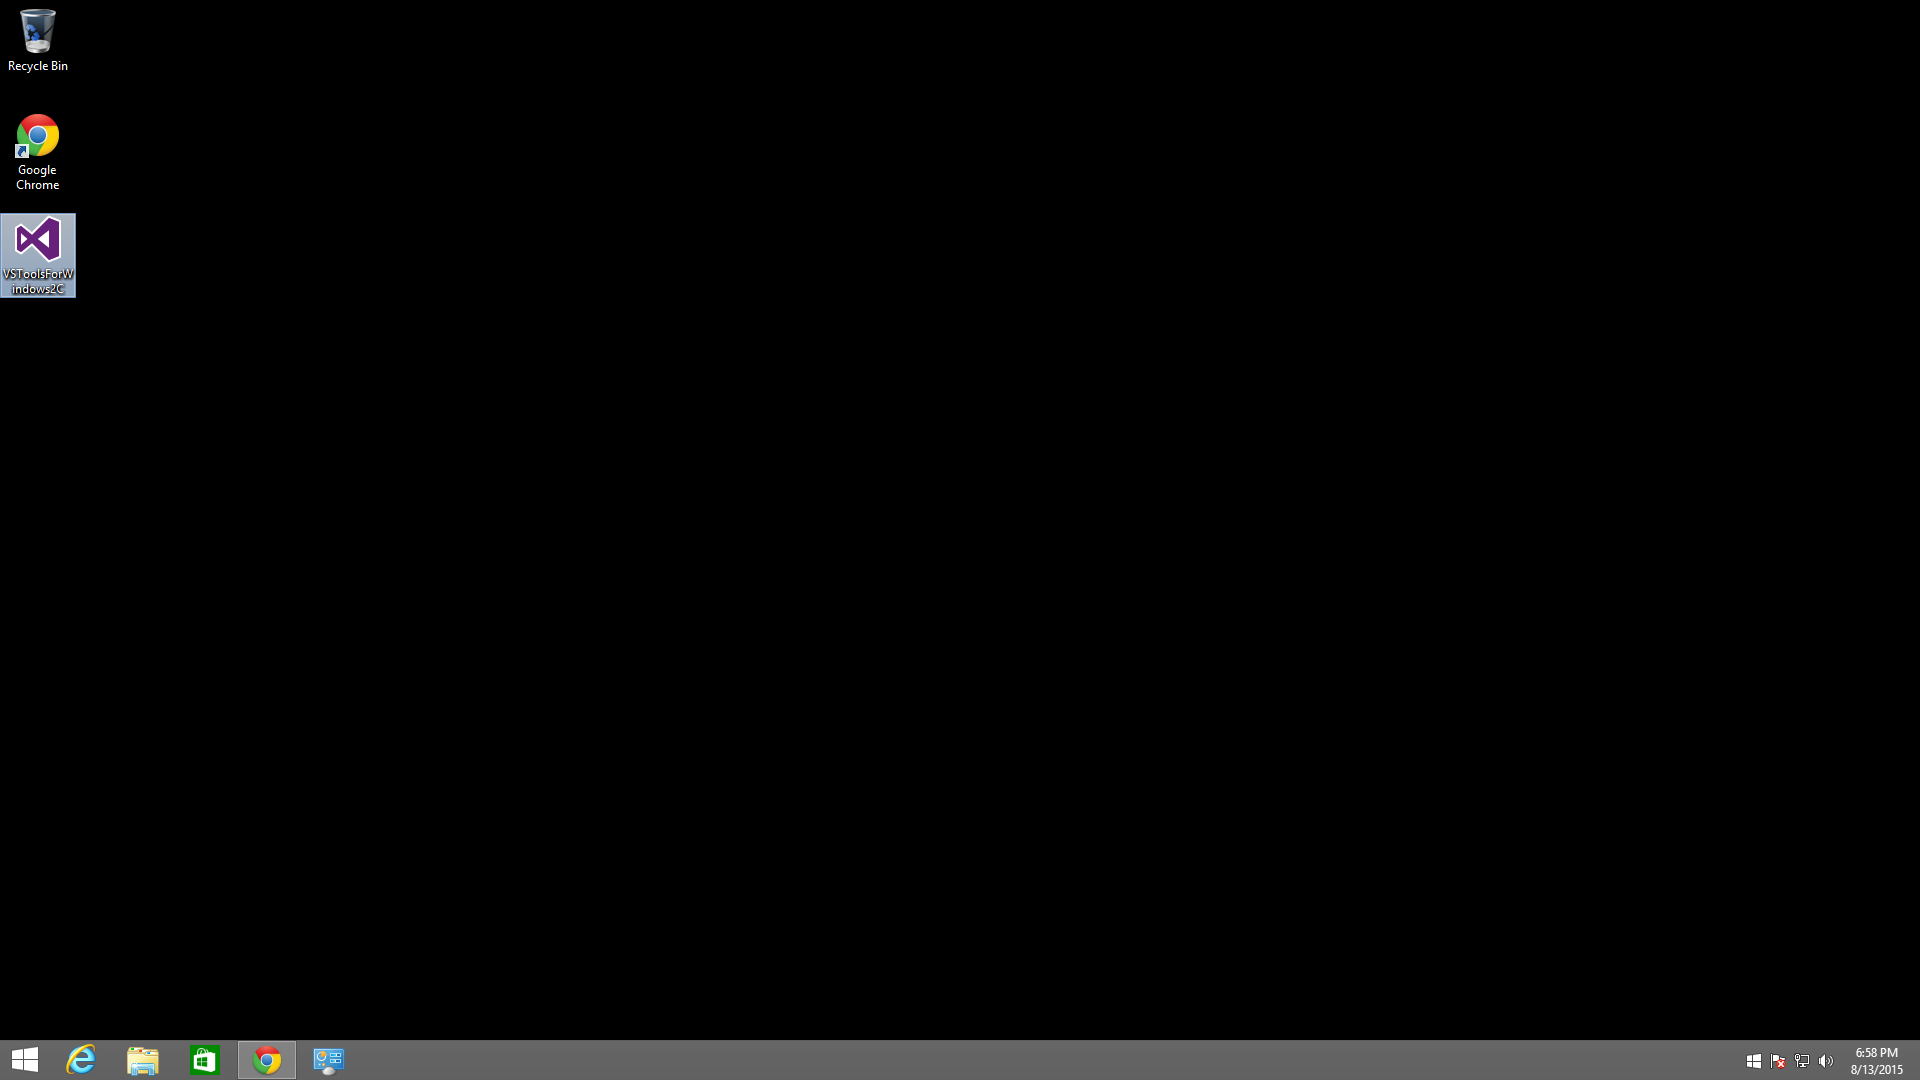 Recycle Bin
Google
Chrome
VSToolsForW
indows2C
6:58 PM
8/13/2015